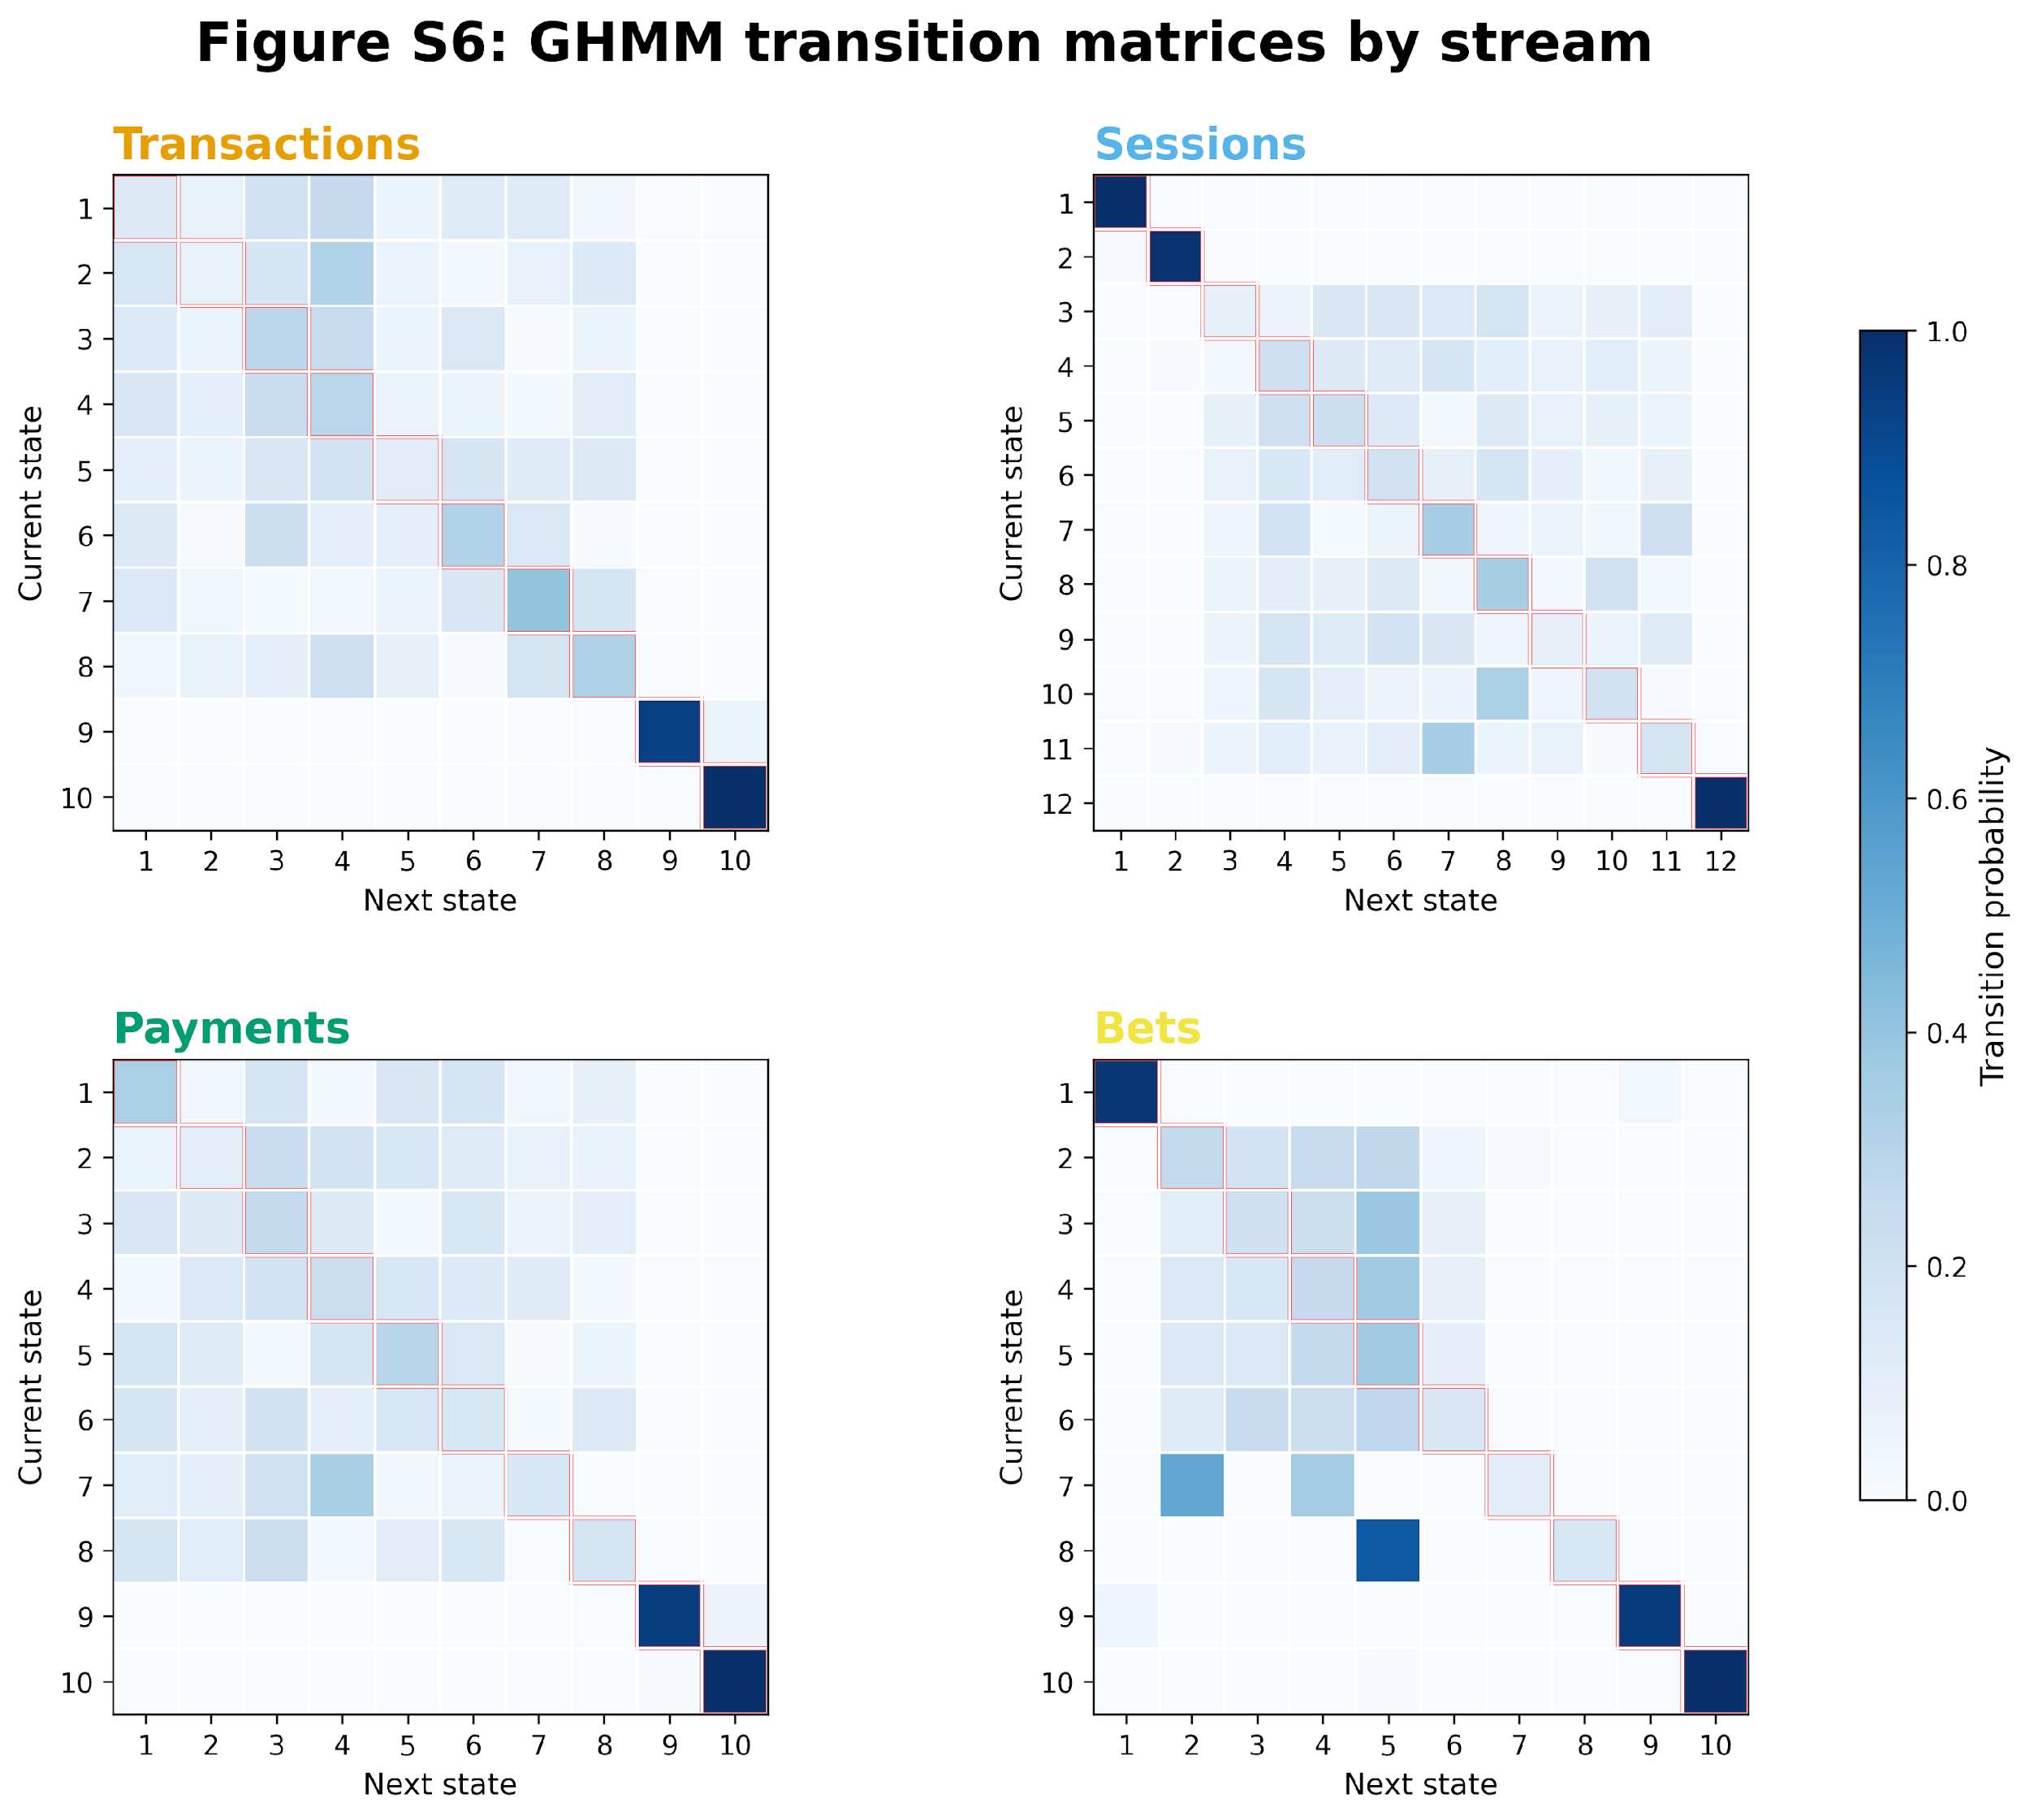 Figure S6: GHMM transition matrices by stream
Transactions
Current state
1
2
3
4
5
6
7
8
9
10
1 2 3 4 5 6 7 8 9 10
Next state
Sessions
Current state
1
2
3
4
5
6
7
8
9
10
11
12
1 2 3 4 5 6 7 8 9 10 11 12
Next state
Payments
Current state
1
2
3
4
5
6
7
8
9
10
1 2 3 4 5 6 7 8 9 10
Next state
Bets
Current state
1
2
3
4
5
6
7
8
9
10
1 2 3 4 5 6 7 8 9 10
Next state
1.0
0.8
0.6
0.4
0.2
0.0
Transition probability